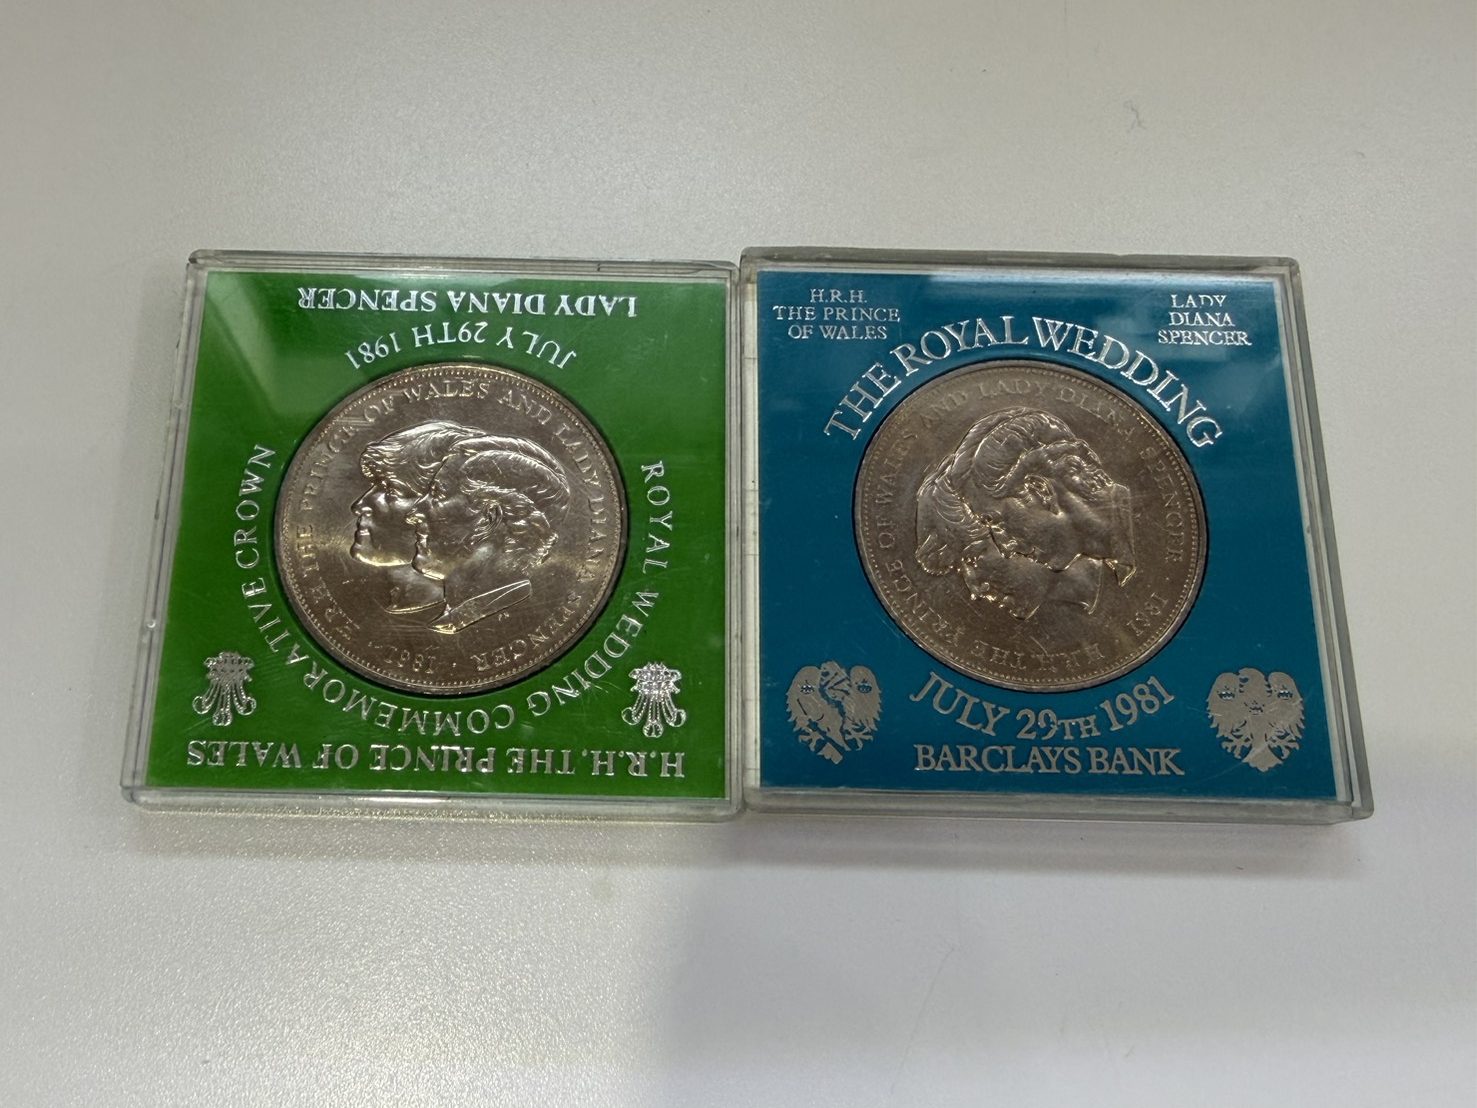 LADY DIANA SPENCER
JULY 29TH 1981
H.R.H. THE PRINCE OF WALES AND LADY DIANA SPENCER · 1981 ·
ROYAL WEDDING COMMEMORATIVE CROWN
H.R.H. THE PRINCE OF WALES
H.R.H.
THE PRINCE
OF WALES
LADY
DIANA
SPENCER
THE ROYAL WEDDING
H.R.H. THE PRINCE OF WALES AND LADY DIANA SPENCER · 1981
JULY 29TH 1981
BARCLAYS BANK